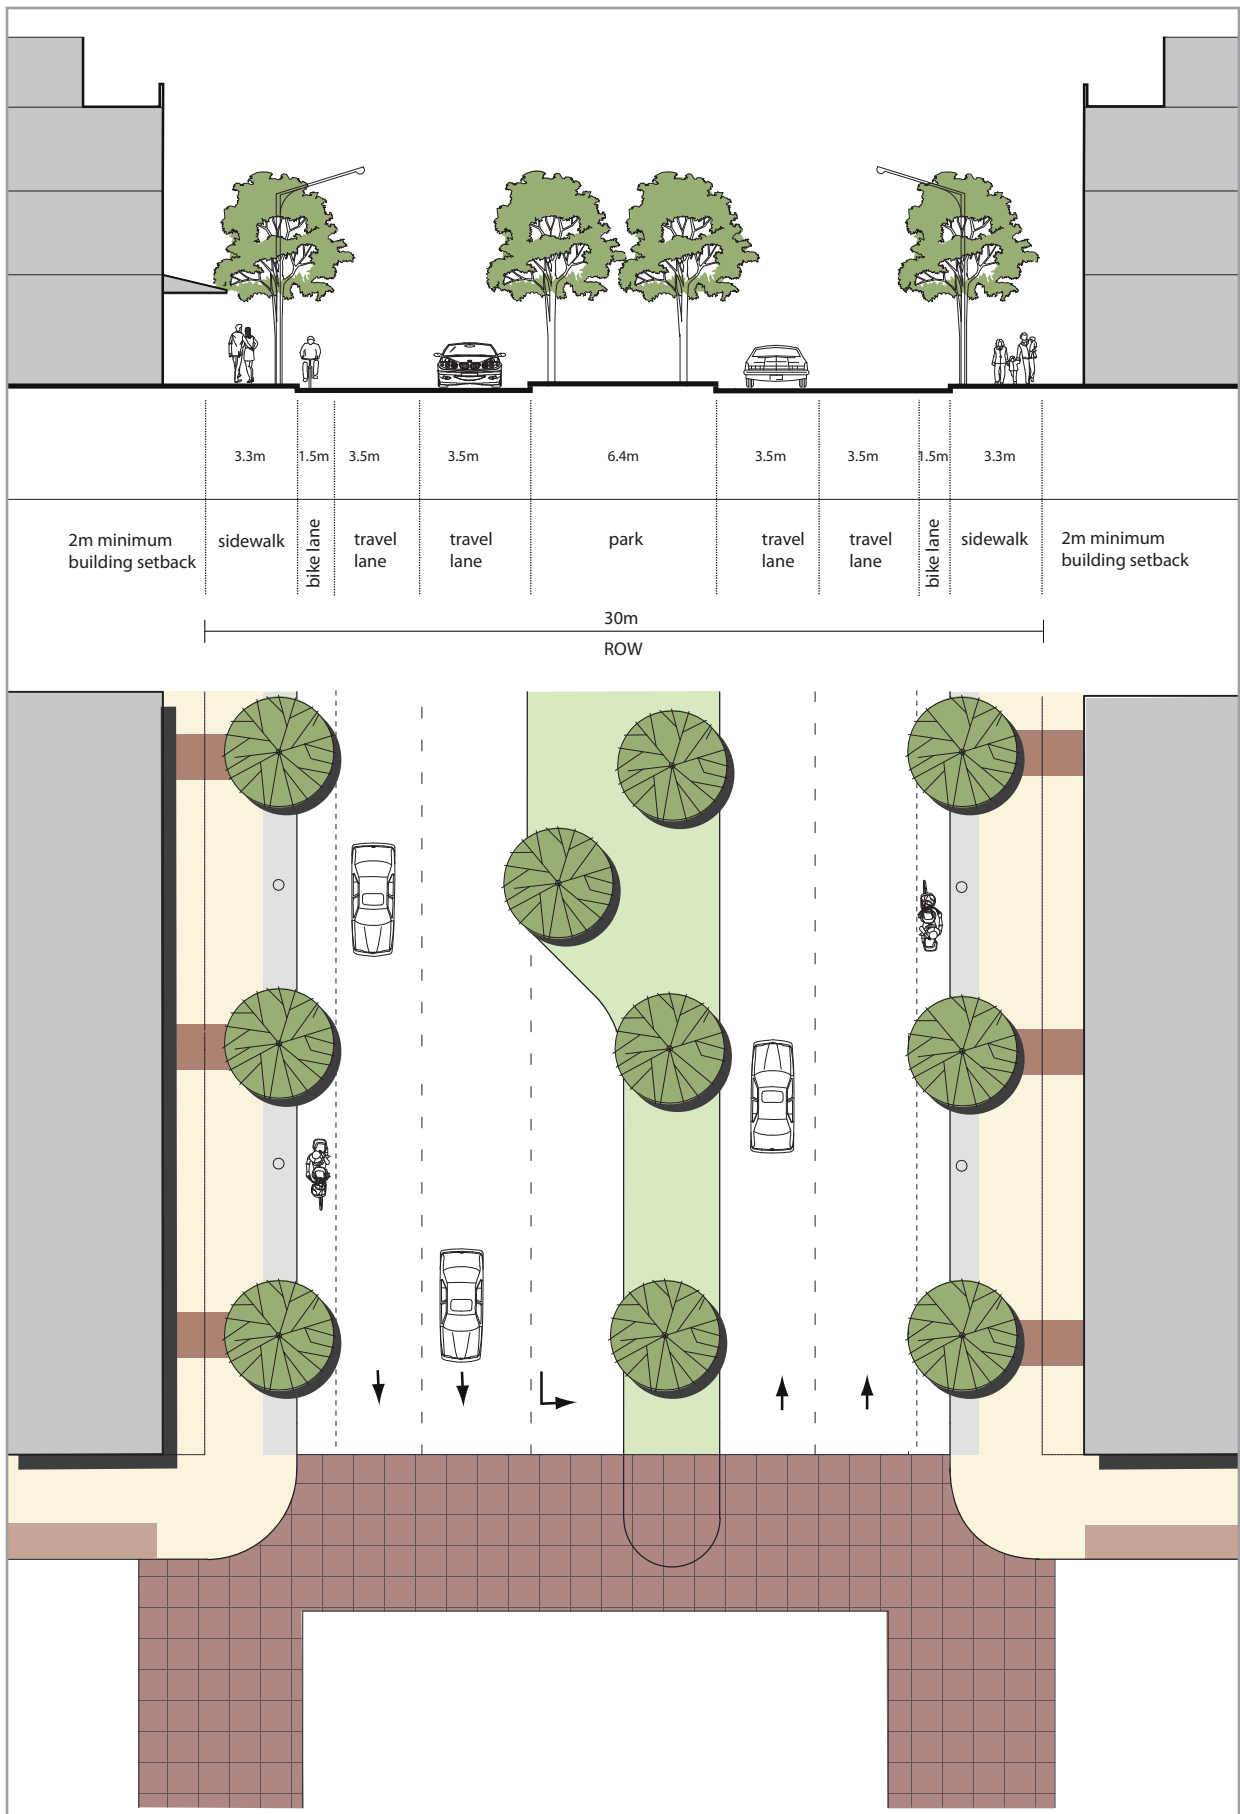 3.3m 1.5m 3.5m 3.5m 6.4m 3.5m 3.5m 1.5m 3.3m
2m minimum
building setback
sidewalk
bike lane
travel
lane
travel
lane
park
travel
lane
travel
lane
bike lane
sidewalk
2m minimum
building setback
30m
ROW